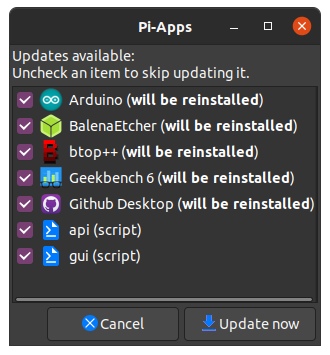 Pi-Apps
Updates available:
Uncheck an item to skip updating it.
Arduino (will be reinstalled)
BalenaEtcher (will be reinstalled)
btop++ (will be reinstalled)
Geekbench 6 (will be reinstalled)
Github Desktop (will be reinstalled)
api (script)
gui (script)
Cancel
Update now